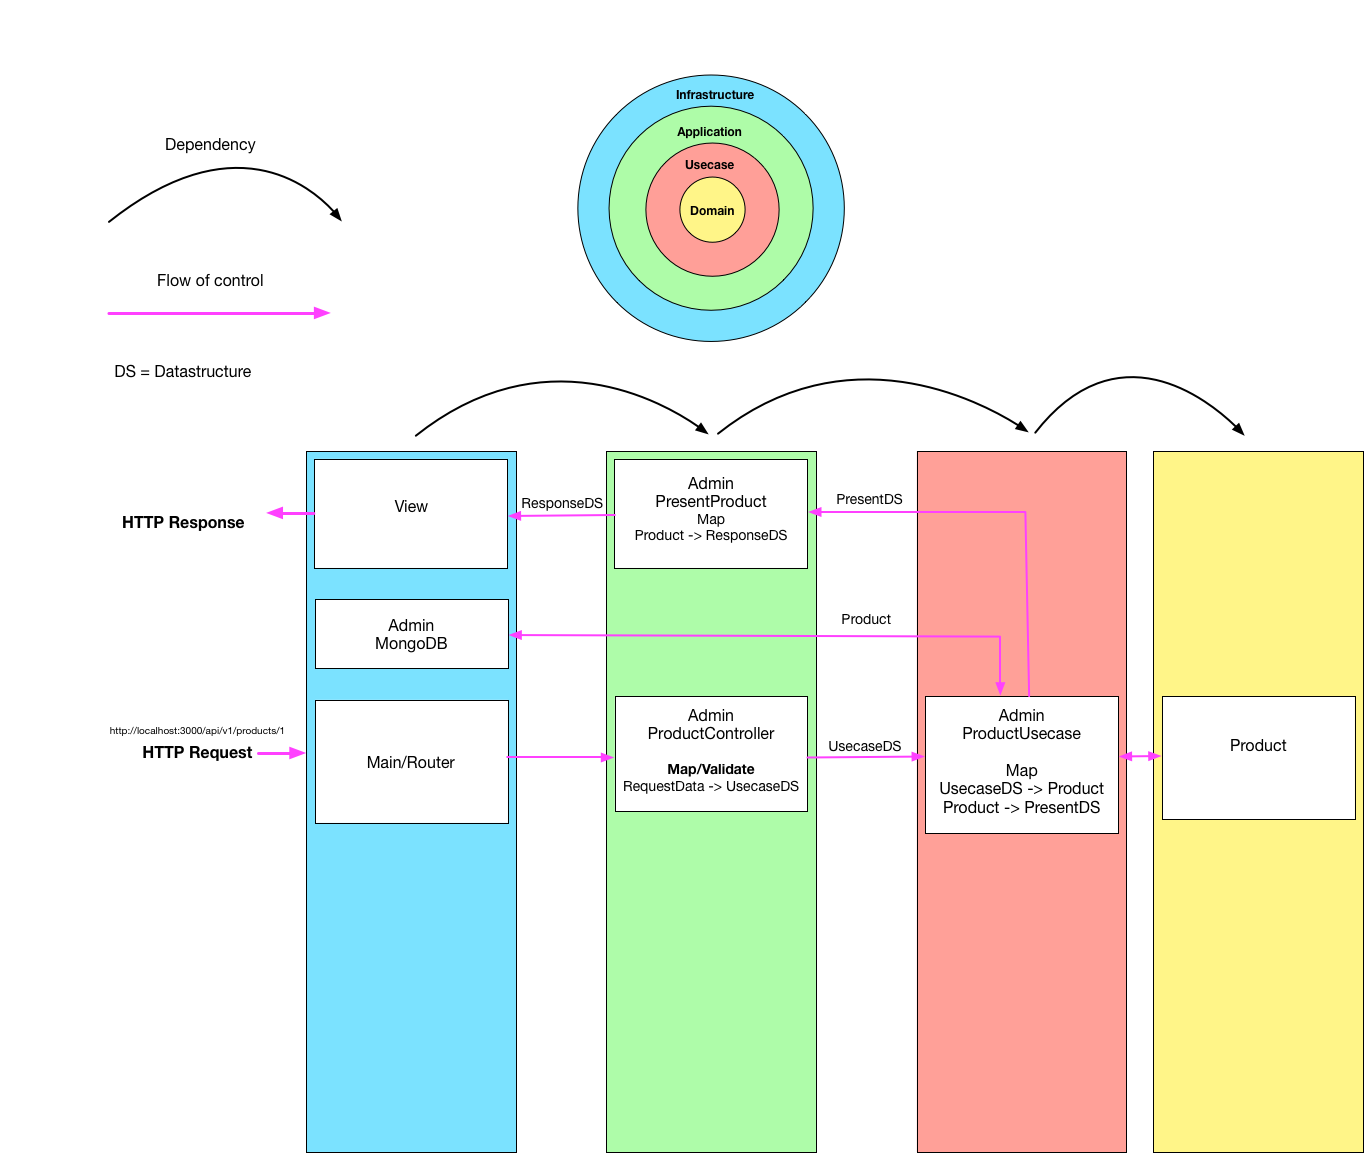 Infrastructure
Application
Usecase
Domain
Dependency
Flow of control
DS = Datastructure
HTTP Response
View
ResponseDS
Admin
PresentProduct
Map
Product -> ResponseDS
PresentDS
Admin
MongoDB
Product
http://localhost:3000/api/v1/products/1
HTTP Request
Main/Router
Admin
ProductController
Map/Validate
RequestData -> UsecaseDS
UsecaseDS
Admin
ProductUsecase
Map
UsecaseDS -> Product
Product -> PresentDS
Product